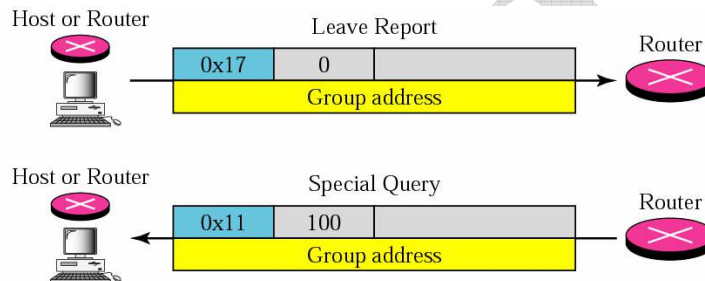 Host or Router
Leave Report
Router
0x17 0
Group address
Host or Router
Special Query
Router
0x11 100
Group address